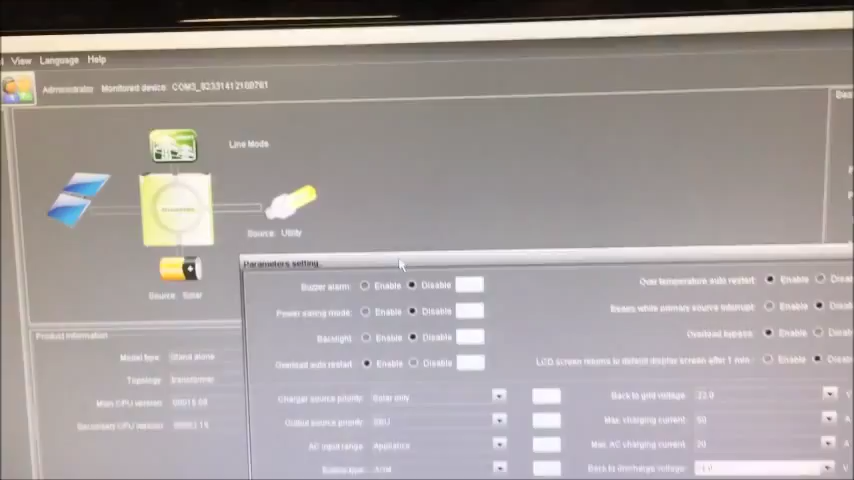 View Language Help
Administrator Monitored device: COM3_92331412100761
Line Mode
Source: Utility
Source: Solar
Parameters setting
Buzzer alarm: Enable Disable
Power saving mode: Enable Disable
Backlight: Enable Disable
Overload auto restart: Enable Disable
Over temperature auto restart: Enable Disable
Beeps while primary source interrupt: Enable
Overload bypass: Enable
LCD screen returns to default display screen after 1 min.: Enable
Product information
Model type: Stand alone
Topology: transformer
Main CPU version:
Secondary CPU version:
Charger source priority: Solar only
Output source priority: SBU
AC input range: Appliance
Back to grid voltage: V
Max. charging current: 60 A
Max. AC charging current: 20 A
Back to discharge voltage: V